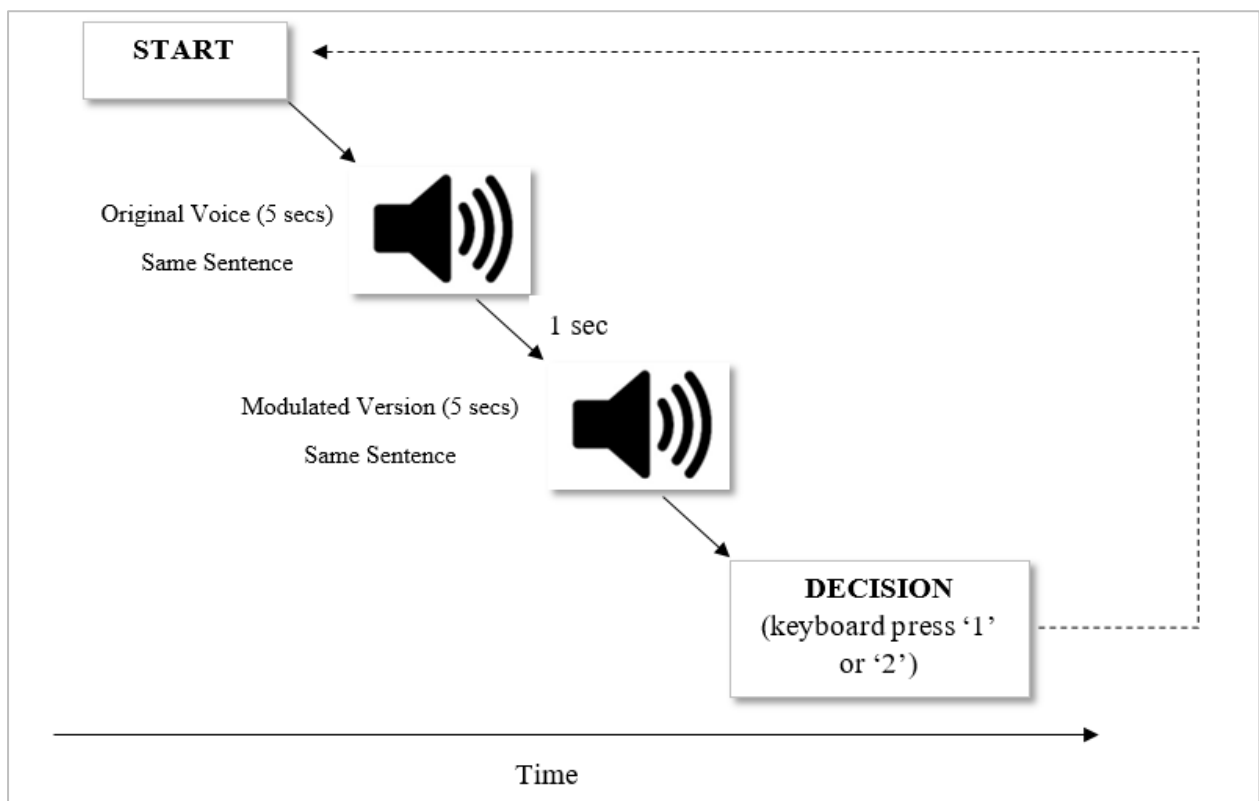 START
Original Voice (5 secs)
Same Sentence
1 sec
Modulated Version (5 secs)
Same Sentence
DECISION
(keyboard press ‘1’
or ‘2’)
Time